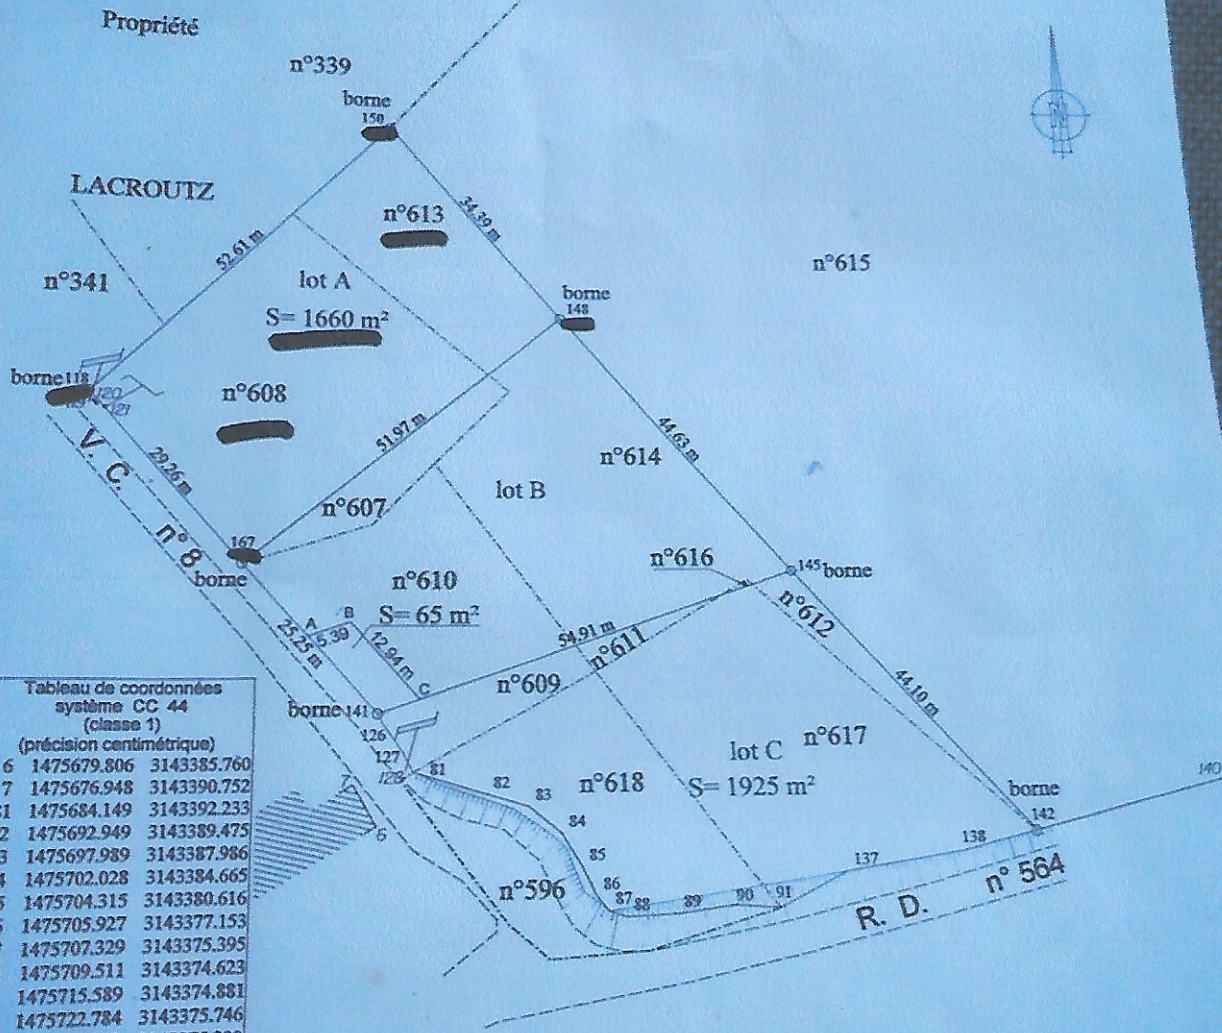 Propriété
n°339
borne
150
LACROUTZ
n°613
34.39 m
52.61 m
n°341
lot A
n°615
borne
148
S= 1660 m²
borne 118
120
121
n°608
51.97 m
44.63 m
n°614
V. C. n° 8
29.26 m
lot B
n°607
167
borne
n°616
145 borne
n°610
n°612
S= 65 m²
A
B
5.39
25.25 m
12.94 m
54.91 m
n°611
C
n°609
44.10 m
borne 141
126
127
128
lot C
n°617
81
82
83
84
85
86
87
88
89
90
91
n°618
S= 1925 m²
borne
142
140
137
138
7
6
n°596
R. D. n° 564
Tableau de coordonnées
système CC 44
(classe 1)
(précision centimétrique)
6 1475679.806 3143385.760
7 1475676.948 3143390.752
1 1475684.149 3143392.233
2 1475692.949 3143389.475
3 1475697.989 3143387.986
4 1475702.028 3143384.665
5 1475704.315 3143380.616
1475705.927 3143377.153
1475707.329 3143375.395
1475709.511 3143374.623
1475715.589 3143374.881
1475722.784 3143375.746